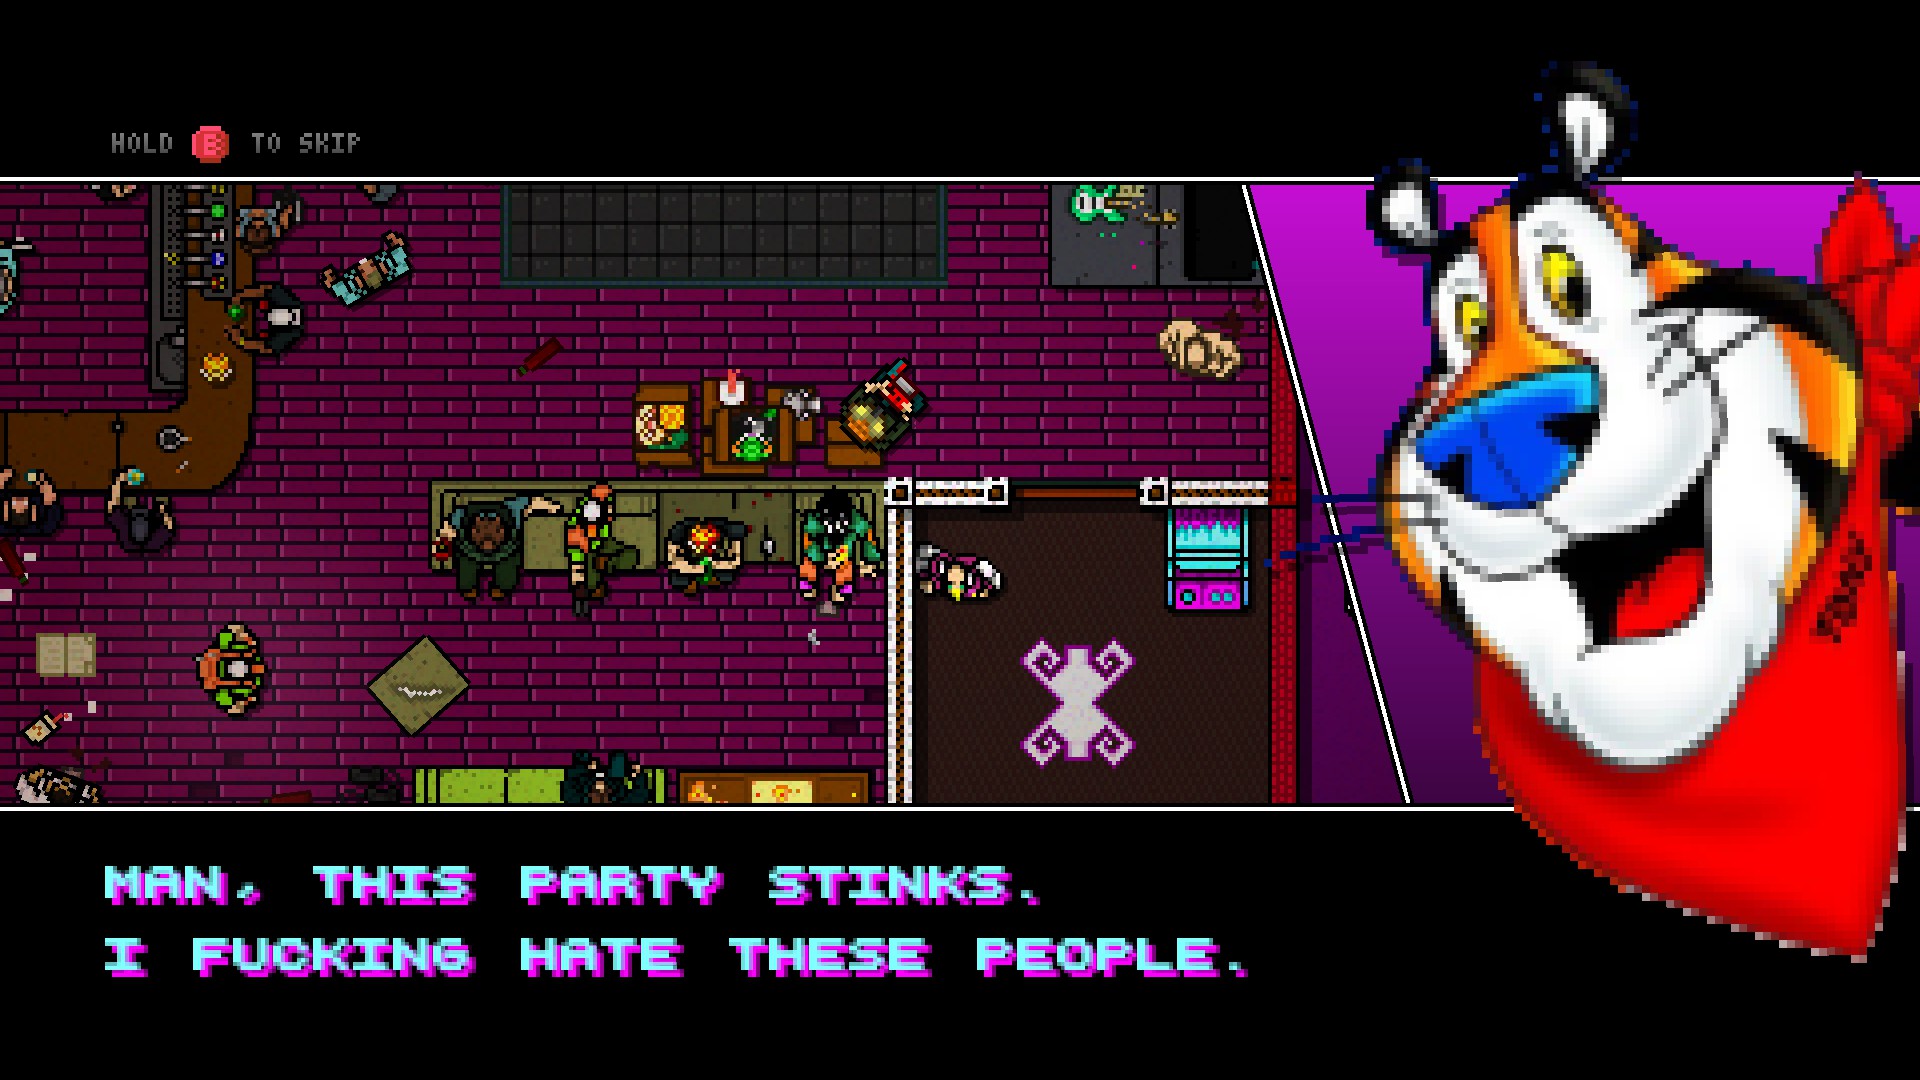 HOLD B TO SKIP
MAN, THIS PARTY STINKS.
I FUCKING HATE THESE PEOPLE.